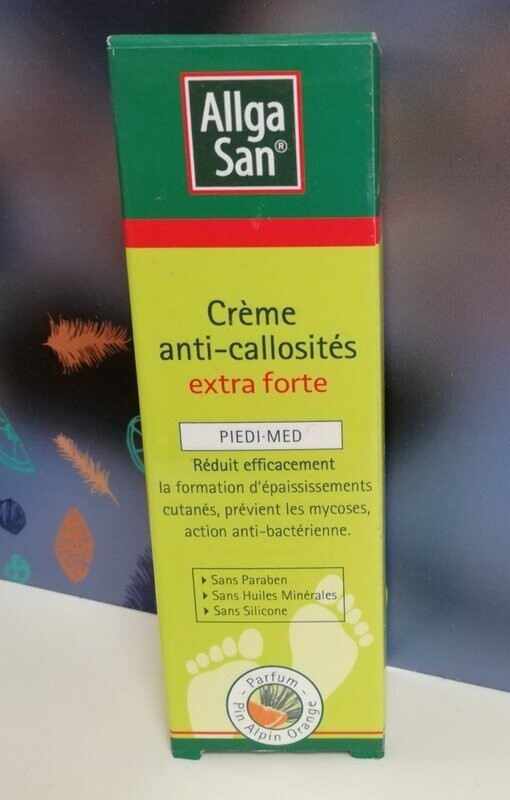 Allga
San®
Crème
anti-callosités
extra forte
PIEDI·MED
Réduit efficacement
la formation d'épaississements
cutanés, prévient les mycoses,
action anti-bactérienne.
Sans Paraben
Sans Huiles Minérales
Sans Silicone
- Parfum -
Pin Alpin Orange